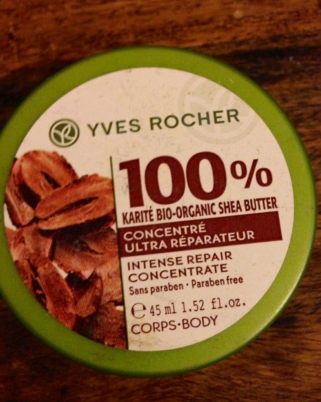 YVES ROCHER
100%
KARITÉ BIO-ORGANIC SHEA BUTTER
CONCENTRÉ
ULTRA RÉPARATEUR
INTENSE REPAIR
CONCENTRATE
Sans paraben • Paraben free
℮ 45 ml 1.52 fl.oz.
CORPS•BODY